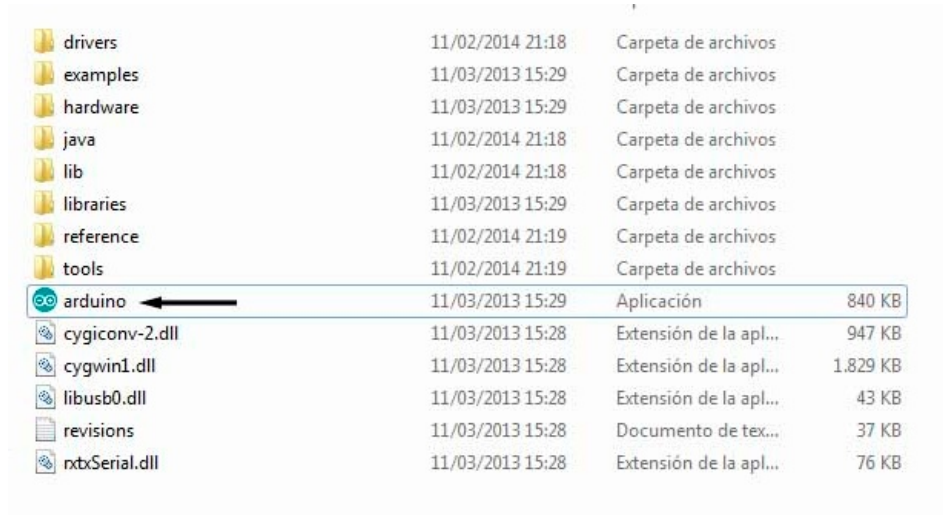 drivers 11/02/2014 21:18 Carpeta de archivos
examples 11/03/2013 15:29 Carpeta de archivos
hardware 11/03/2013 15:29 Carpeta de archivos
java 11/02/2014 21:18 Carpeta de archivos
lib 11/02/2014 21:18 Carpeta de archivos
libraries 11/03/2013 15:29 Carpeta de archivos
reference 11/02/2014 21:19 Carpeta de archivos
tools 11/02/2014 21:19 Carpeta de archivos
arduino 11/03/2013 15:29 Aplicación 840 KB
cygiconv-2.dll 11/03/2013 15:28 Extensión de la apl... 947 KB
cygwin1.dll 11/03/2013 15:28 Extensión de la apl... 1.829 KB
libusb0.dll 11/03/2013 15:28 Extensión de la apl... 43 KB
revisions 11/03/2013 15:28 Documento de tex... 37 KB
rxtxSerial.dll 11/03/2013 15:28 Extensión de la apl... 76 KB